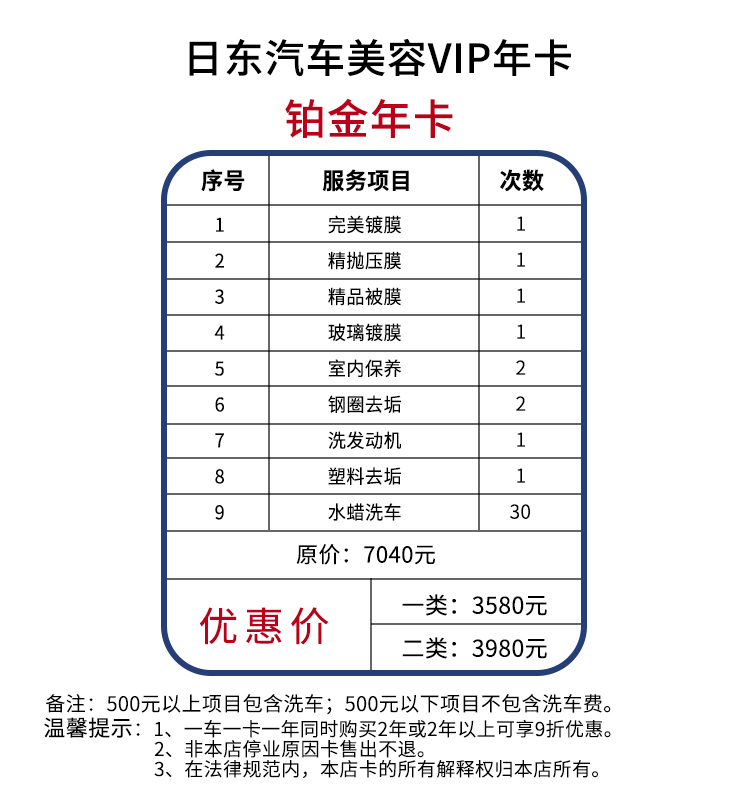 日东汽车美容VIP年卡
铂金年卡
序号 服务项目 次数
1 完美镀膜 1
2 精抛压膜 1
3 精品被膜 1
4 玻璃镀膜 1
5 室内保养 2
6 钢圈去垢 2
7 洗发动机 1
8 塑料去垢 1
9 水蜡洗车 30
原价：7040元
优惠价
一类：3580元
二类：3980元
备注：500元以上项目包含洗车；500元以下项目不包含洗车费。
温馨提示：1、一车一卡一年同时购买2年或2年以上可享9折优惠。
2、非本店停业原因卡售出不退。
3、在法律规范内，本店卡的所有解释权归本店所有。